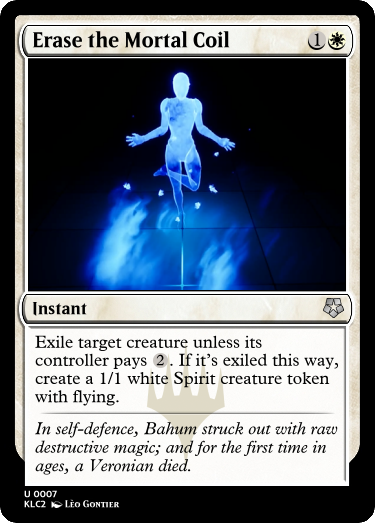 Erase the Mortal Coil 1
Instant
Exile target creature unless its
controller pays 2. If it's exiled this way,
create a 1/1 white Spirit creature token
with flying.
In self-defence, Bahum struck out with raw
destructive magic; and for the first time in
ages, a Veronian died.
U 0007
KLC2 Lèo Gontier